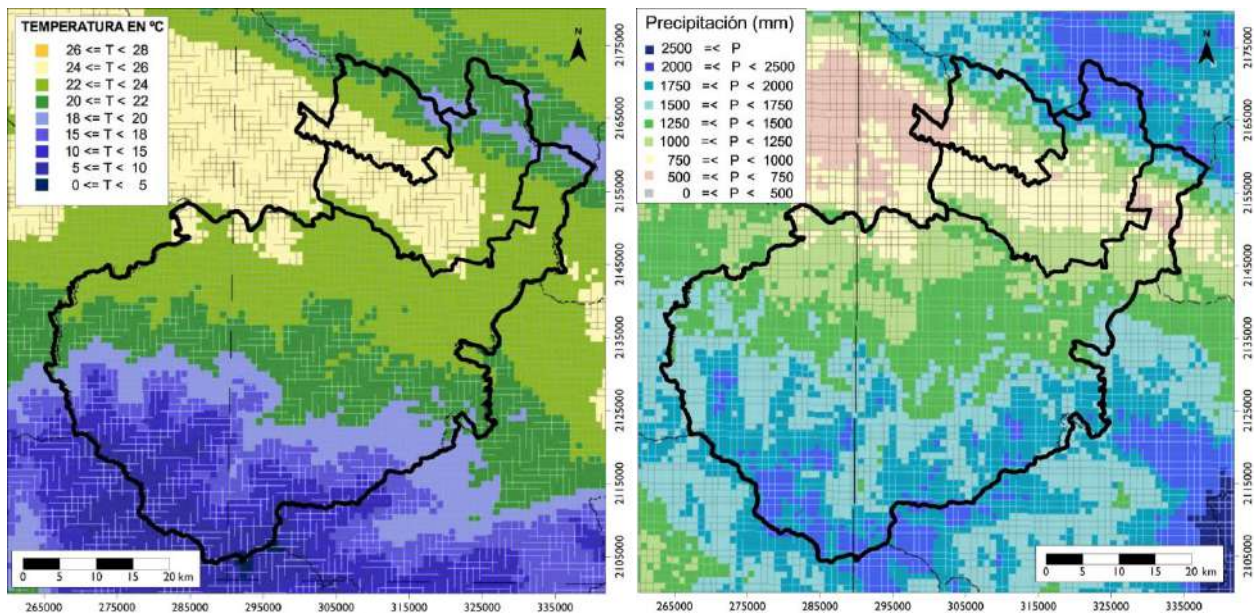 TEMPERATURA EN ºC
26 <= T < 28
24 <= T < 26
22 <= T < 24
20 <= T < 22
18 <= T < 20
15 <= T < 18
10 <= T < 15
5 <= T < 10
0 <= T < 5
N
2175000
2165000
2155000
2145000
2135000
2125000
2115000
2105000
0 5 10 15 20 km
265000 275000 285000 295000 305000 315000 325000 335000
Precipitación (mm)
2500 =< P
2000 =< P < 2500
1750 =< P < 2000
1500 =< P < 1750
1250 =< P < 1500
1000 =< P < 1250
750 =< P < 1000
500 =< P < 750
0 =< P < 500
N
2175000
2165000
2155000
2145000
2135000
2125000
2115000
2105000
0 5 10 15 20 km
265000 275000 285000 295000 305000 315000 325000 335000